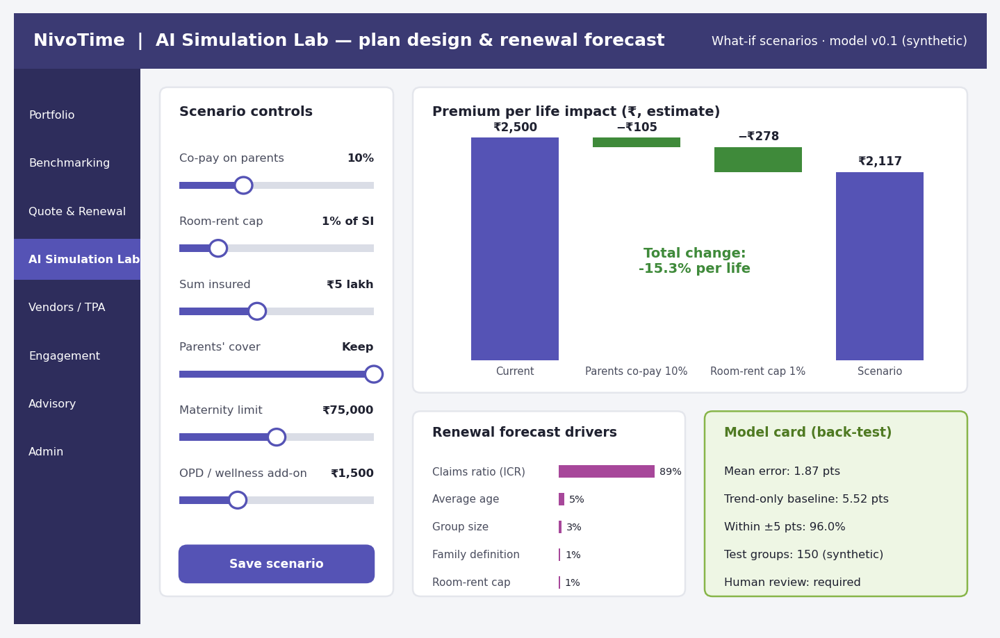 NivoTime | AI Simulation Lab — plan design & renewal forecast
What-if scenarios · model v0.1 (synthetic)
Portfolio
Benchmarking
Quote & Renewal
AI Simulation Lab
Vendors / TPA
Engagement
Advisory
Admin
Scenario controls
Co-pay on parents 10%
Room-rent cap 1% of SI
Sum insured ₹5 lakh
Parents' cover Keep
Maternity limit ₹75,000
OPD / wellness add-on ₹1,500
Save scenario
Premium per life impact (₹, estimate)
₹2,500
−₹105
−₹278
₹2,117
Total change:
-15.3% per life
Current
Parents co-pay 10%
Room-rent cap 1%
Scenario
Renewal forecast drivers
Claims ratio (ICR) 89%
Average age 5%
Group size 3%
Family definition 1%
Room-rent cap 1%
Model card (back-test)
Mean error: 1.87 pts
Trend-only baseline: 5.52 pts
Within ±5 pts: 96.0%
Test groups: 150 (synthetic)
Human review: required